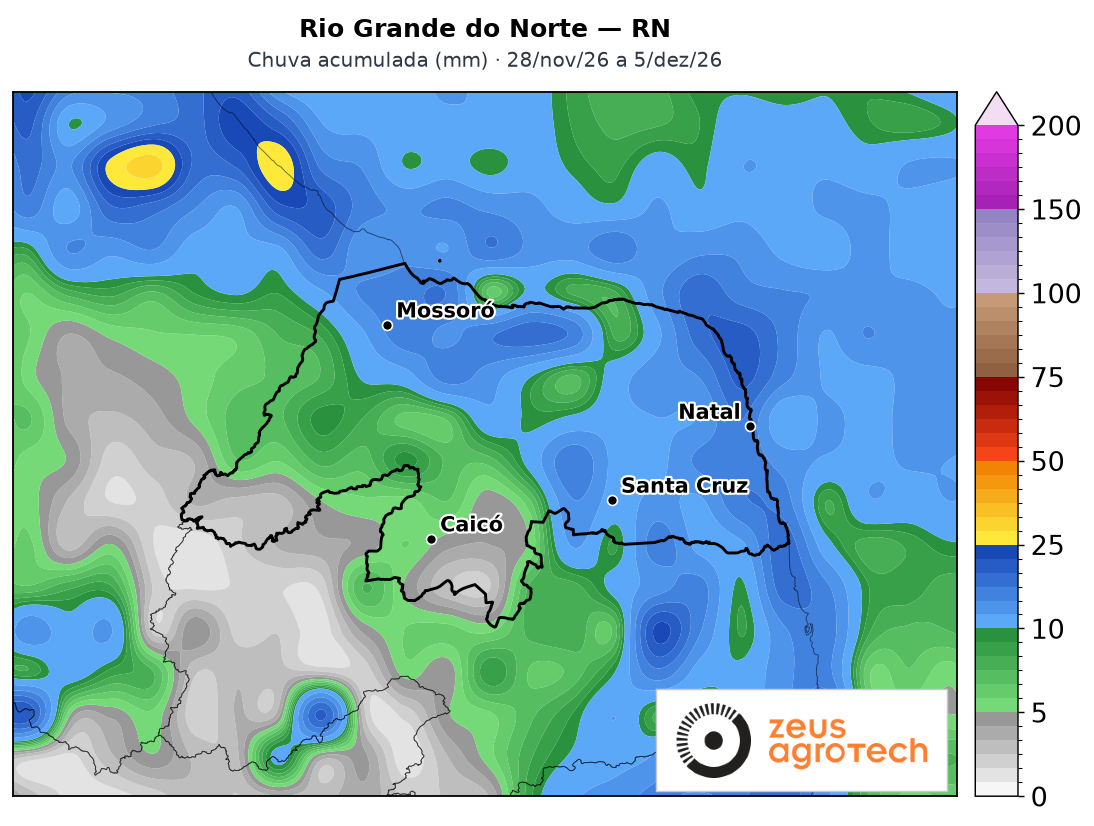 Rio Grande do Norte — RN
Chuva acumulada (mm) · 28/nov/26 a 5/dez/26
Mossoró
Natal
Santa Cruz
Caicó
200
150
100
75
50
25
10
5
0
zeus
agrotech